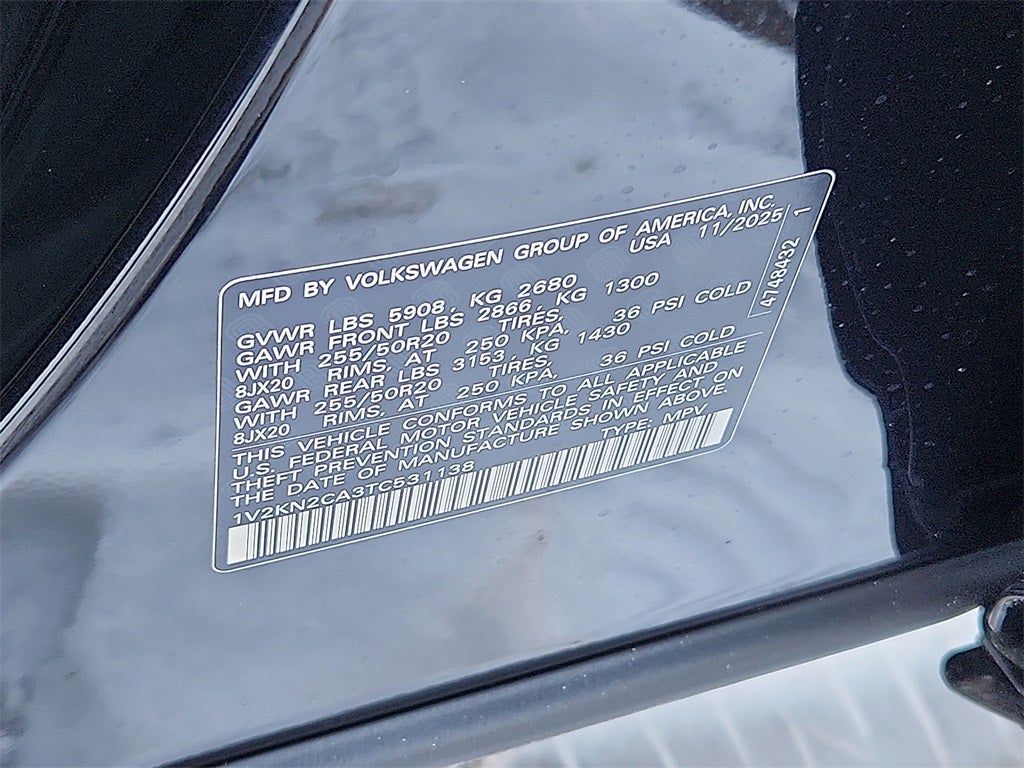 MFD BY VOLKSWAGEN GROUP OF AMERICA, INC.
USA 11/2025
GVWR LBS 5908, KG 2680
GAWR FRONT LBS 2866, KG 1300
WITH 255/50R20 TIRES,
8JX20 RIMS, AT 250 KPA, 36 PSI COLD
GAWR REAR LBS 3153, KG 1430
WITH 255/50R20 TIRES,
8JX20 RIMS, AT 250 KPA, 36 PSI COLD
THIS VEHICLE CONFORMS TO ALL APPLICABLE
U.S. FEDERAL MOTOR VEHICLE SAFETY AND
THEFT PREVENTION STANDARDS IN EFFECT ON
THE DATE OF MANUFACTURE SHOWN ABOVE.
1V2KN2CA3TC531138 TYPE: MPV
4748432 1